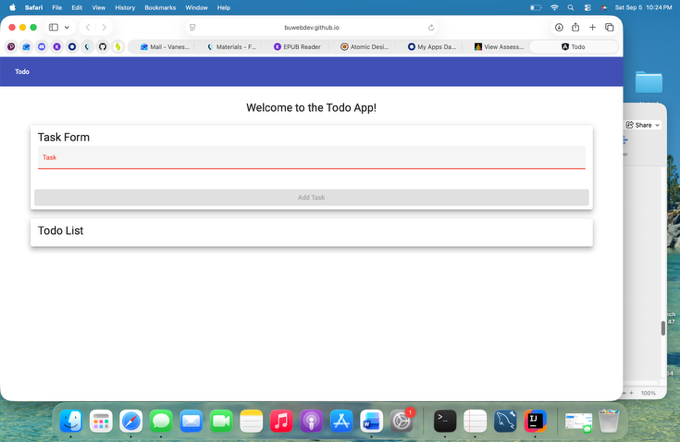 Safari File Edit View History Bookmarks Window Help Sat Sep 5 10:24 PM
buwebdev.github.io
Mail – Vanes... Materials – F... EPUB Reader Atomic Desi... My Apps Da... View Assess... Todo
Todo
Share
Welcome to the Todo App!
Task Form
Task
Add Task
Todo List
100%
1